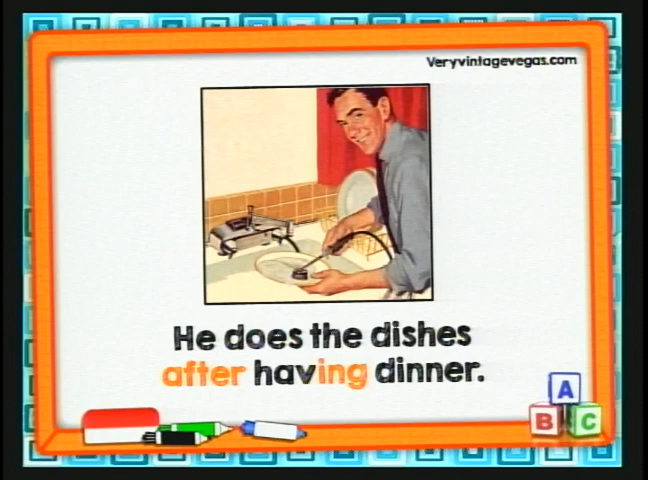 Veryvintagevegas.com
He does the dishes
after having dinner.
A
B C